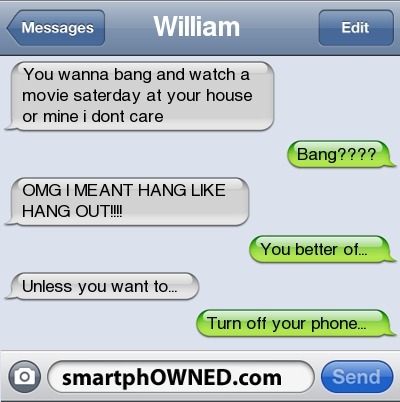 Messages
William
Edit
You wanna bang and watch a
movie saterday at your house
or mine i dont care
Bang????
OMG I MEANT HANG LIKE
HANG OUT!!!!
You better of...
Unless you want to...
Turn off your phone...
smartphOWNED.com
Send